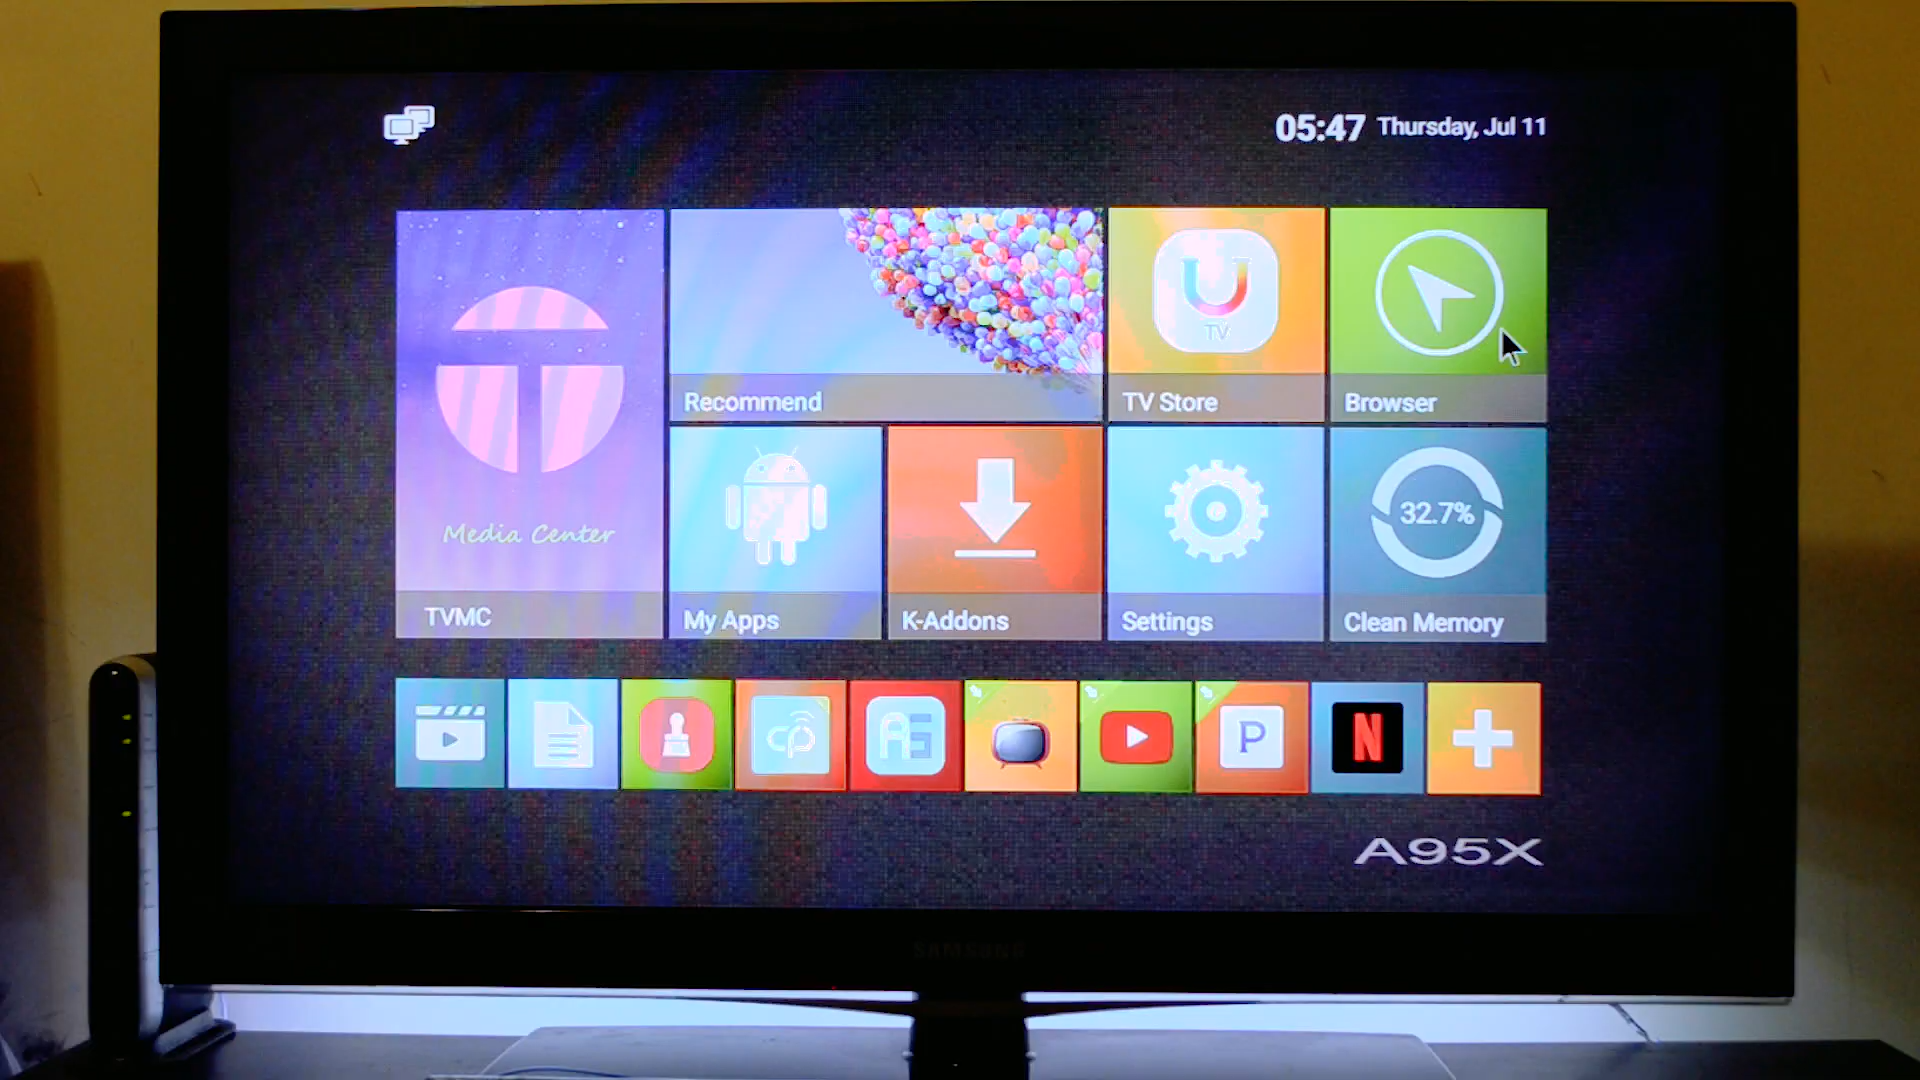 05:47 Thursday, Jul 11
TV
Recommend
TV Store
Browser
Media Center
32.7%
TVMC
My Apps
K-Addons
Settings
Clean Memory
P
N
A95X
SAMSUNG